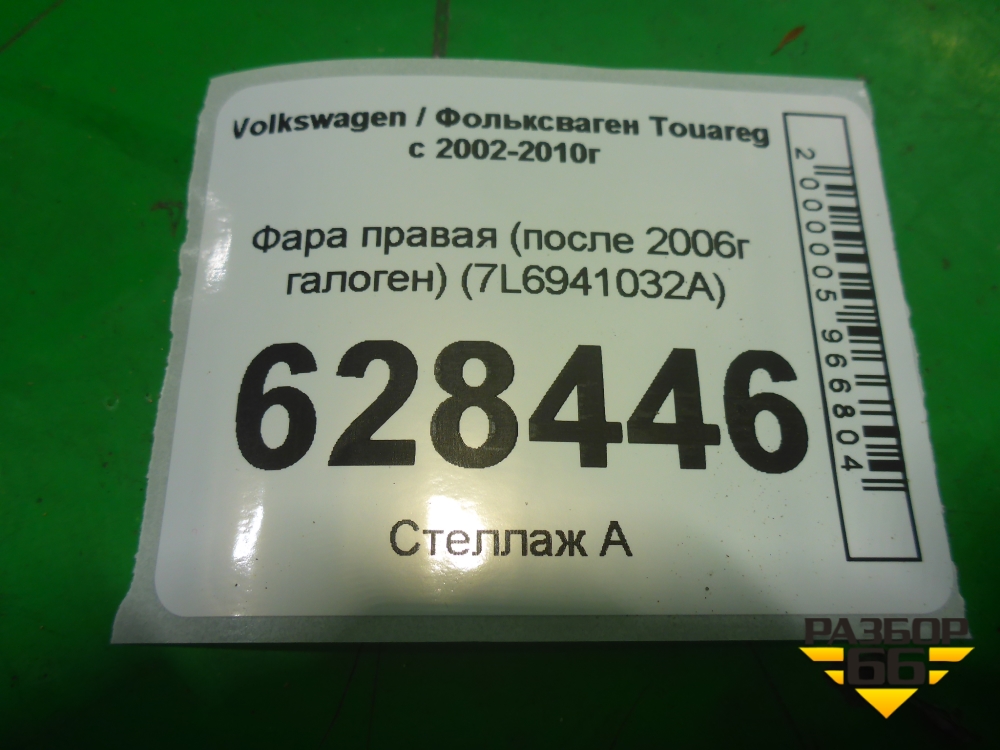 Volkswagen / Фольксваген Touareg
с 2002-2010г
Фара правая (после 2006г
галоген) (7L6941032A)
628446
Стеллаж А
2000005966804
РАЗБОР
66